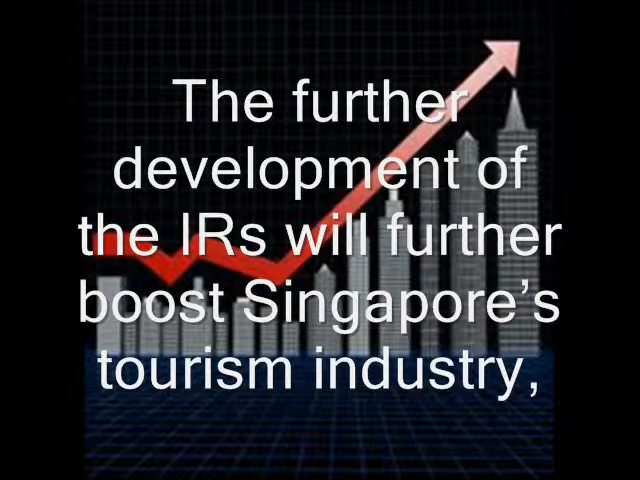 The further
development of
the IRs will further
boost Singapore’s
tourism industry,